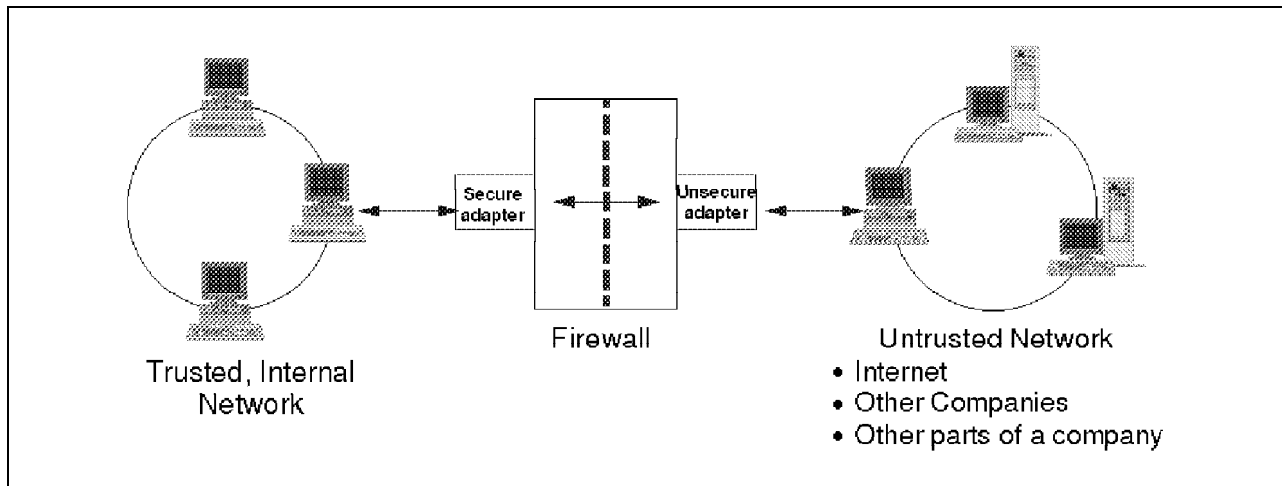 Secure
adapter
Unsecure
adapter
Firewall
Trusted, Internal
Network
Untrusted Network
• Internet
• Other Companies
• Other parts of a company